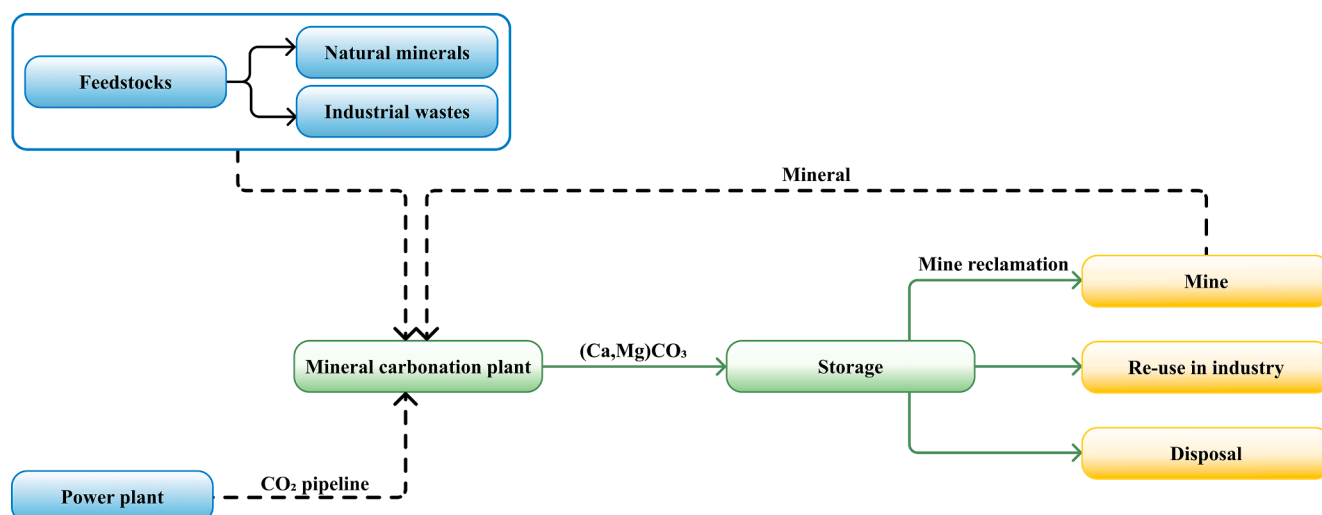 Natural minerals
Feedstocks
Industrial wastes
Mineral
Mine reclamation
Mine
(Ca,Mg)CO₃
Mineral carbonation plant
Storage
Re-use in industry
Disposal
CO₂ pipeline
Power plant